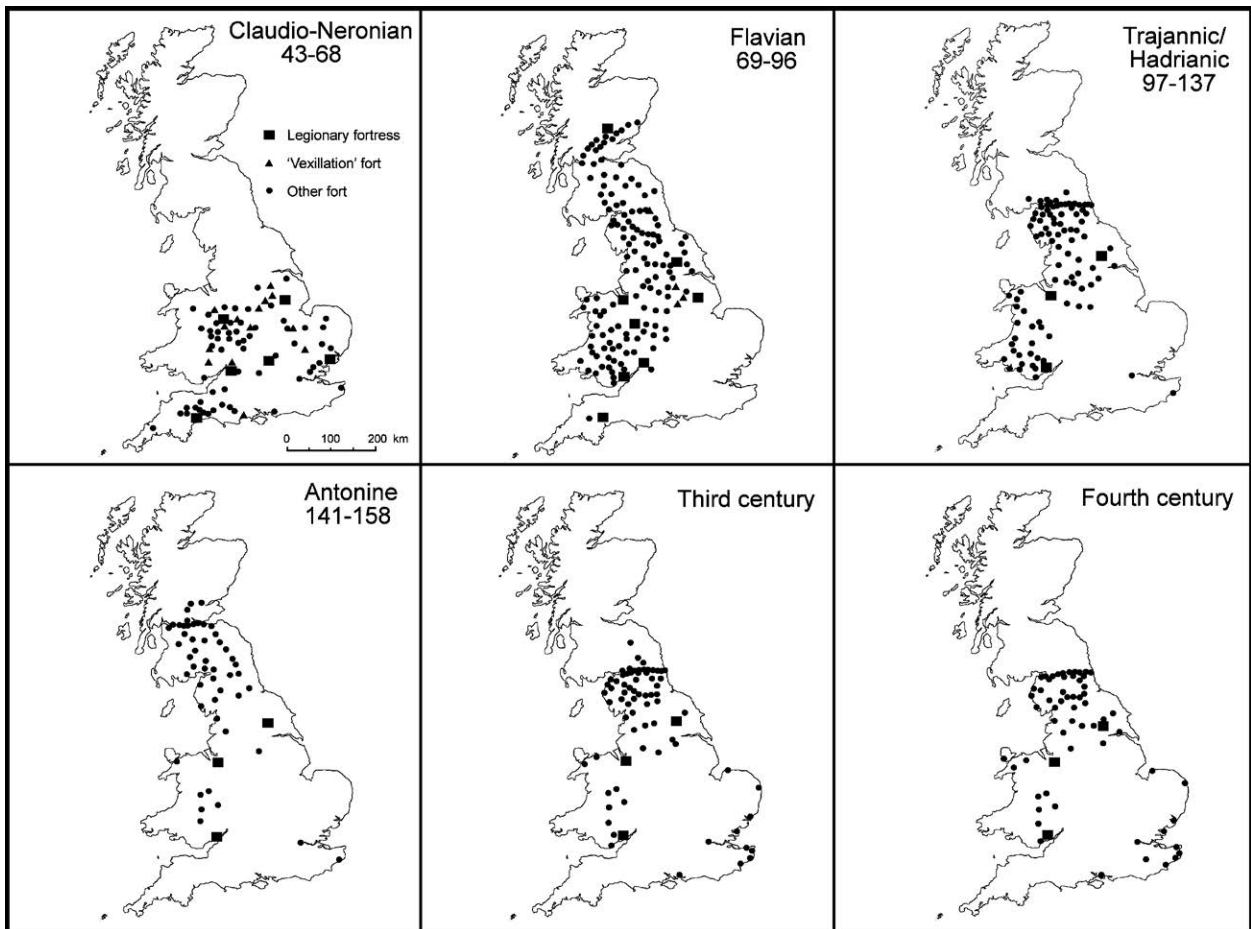 Claudio-Neronian
43-68
Legionary fortress
'Vexillation' fort
Other fort
0 100 200 km
Flavian
69-96
Trajannic/
Hadrianic
97-137
Antonine
141-158
Third century
Fourth century